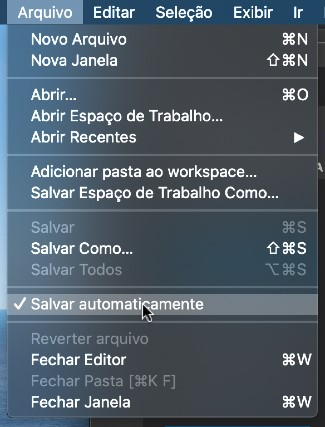 Arquivo Editar Seleção Exibir Ir
Novo Arquivo ⌘N
Nova Janela ⇧⌘N
Abrir... ⌘O
Abrir Espaço de Trabalho...
Abrir Recentes ▶
Adicionar pasta ao workspace...
Salvar Espaço de Trabalho Como...
Salvar ⌘S
Salvar Como... ⇧⌘S
Salvar Todos ⌥⌘S
✓ Salvar automaticamente
Reverter arquivo
Fechar Editor ⌘W
Fechar Pasta [⌘K F]
Fechar Janela ⌘W